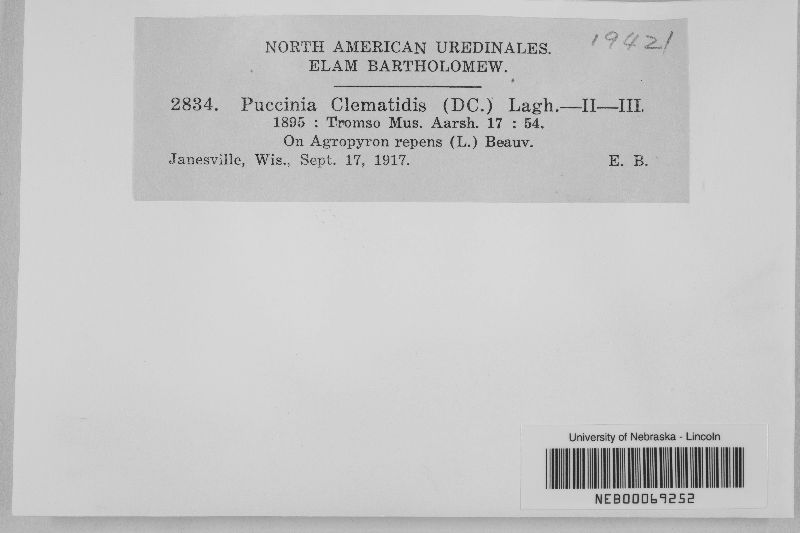 19421
NORTH AMERICAN UREDINALES.
ELAM BARTHOLOMEW.
2834. Puccinia Clematidis (DC.) Lagh.—II—III.
1895 : Tromso Mus. Aarsh. 17 : 54.
On Agropyron repens (L.) Beauv.
Janesville, Wis., Sept. 17, 1917. E. B.
University of Nebraska - Lincoln
NEB00069252